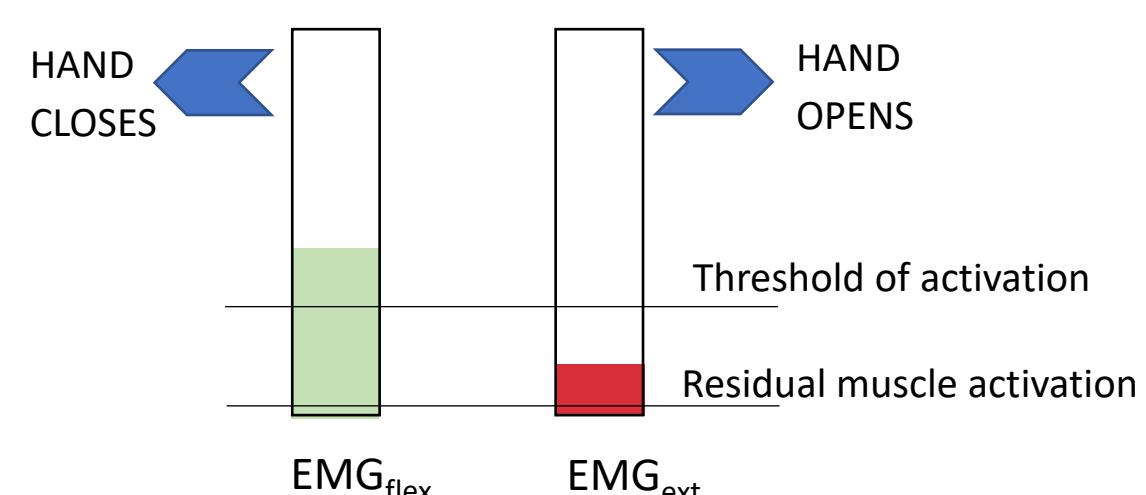 HAND
CLOSES
HAND
OPENS
Threshold of activation
Residual muscle activation
EMGflex
EMGext